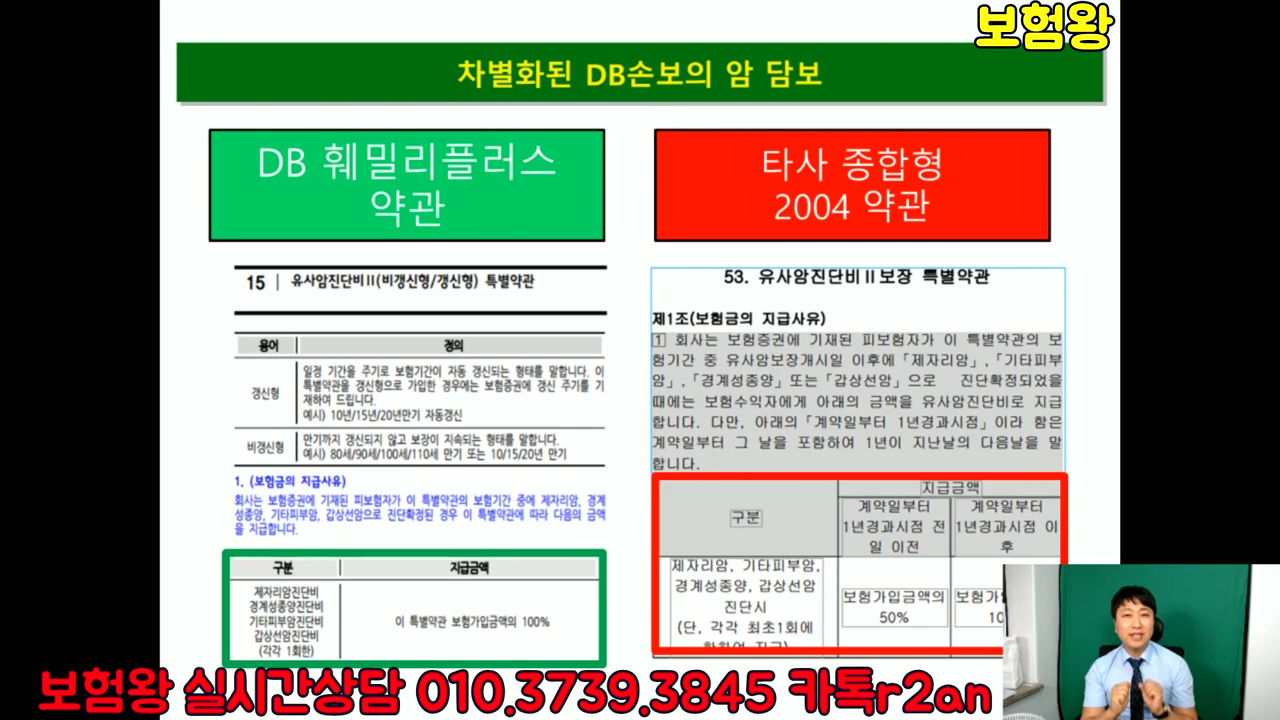 보험왕
차별화된 DB손보의 암 담보
DB 훼밀리플러스
약관
타사 종합형
2004 약관
15 | 유사암진단비Ⅱ(비갱신형/갱신형) 특별약관
용어 정의
갱신형
일정 기간을 주기로 보험기간이 자동 갱신되는 형태를 말합니다. 이
특별약관을 갱신형으로 가입한 경우에는 보험증권에 갱신 주기를 기
재하여 드립니다.
예시) 10년/15년/20년만기 자동갱신
비갱신형
만기까지 갱신되지 않고 보장이 지속되는 형태를 말합니다.
예시) 80세/90세/100세/110세 만기 또는 10/15/20년 만기
1. (보험금의 지급사유)
회사는 보험증권에 기재된 피보험자가 이 특별약관의 보험기간 중에 제자리암, 경계
성종양, 기타피부암, 갑상선암으로 진단확정된 경우 이 특별약관에 따라 다음의 금액
을 지급합니다.
구분 지급금액
제자리암진단비
경계성종양진단비
기타피부암진단비
갑상선암진단비
(각각 1회한)
이 특별약관 보험가입금액의 100%
53. 유사암진단비Ⅱ보장 특별약관
제1조(보험금의 지급사유)
1 회사는 보험증권에 기재된 피보험자가 이 특별약관의 보
험기간 중 유사암보장개시일 이후에「제자리암」,「기타피부
암」,「경계성종양」또는「갑상선암」으로 진단확정되었을
때에는 보험수익자에게 아래의 금액을 유사암진단비로 지급
합니다. 다만, 아래의「계약일부터 1년경과시점」이라 함은
계약일부터 그 날을 포함하여 1년이 지난날의 다음날을 말
합니다.
구분
지급금액
계약일부터
1년경과시점 전
일 이전
계약일부터
1년경과시점 이
후
제자리암, 기타피부암,
경계성종양, 갑상선암
진단시
(단, 각각 최초1회에
한하여 지급)
보험가입금액의
50%
보험가
10
보험왕 실시간상담 010.3739.3845 카톡r2an